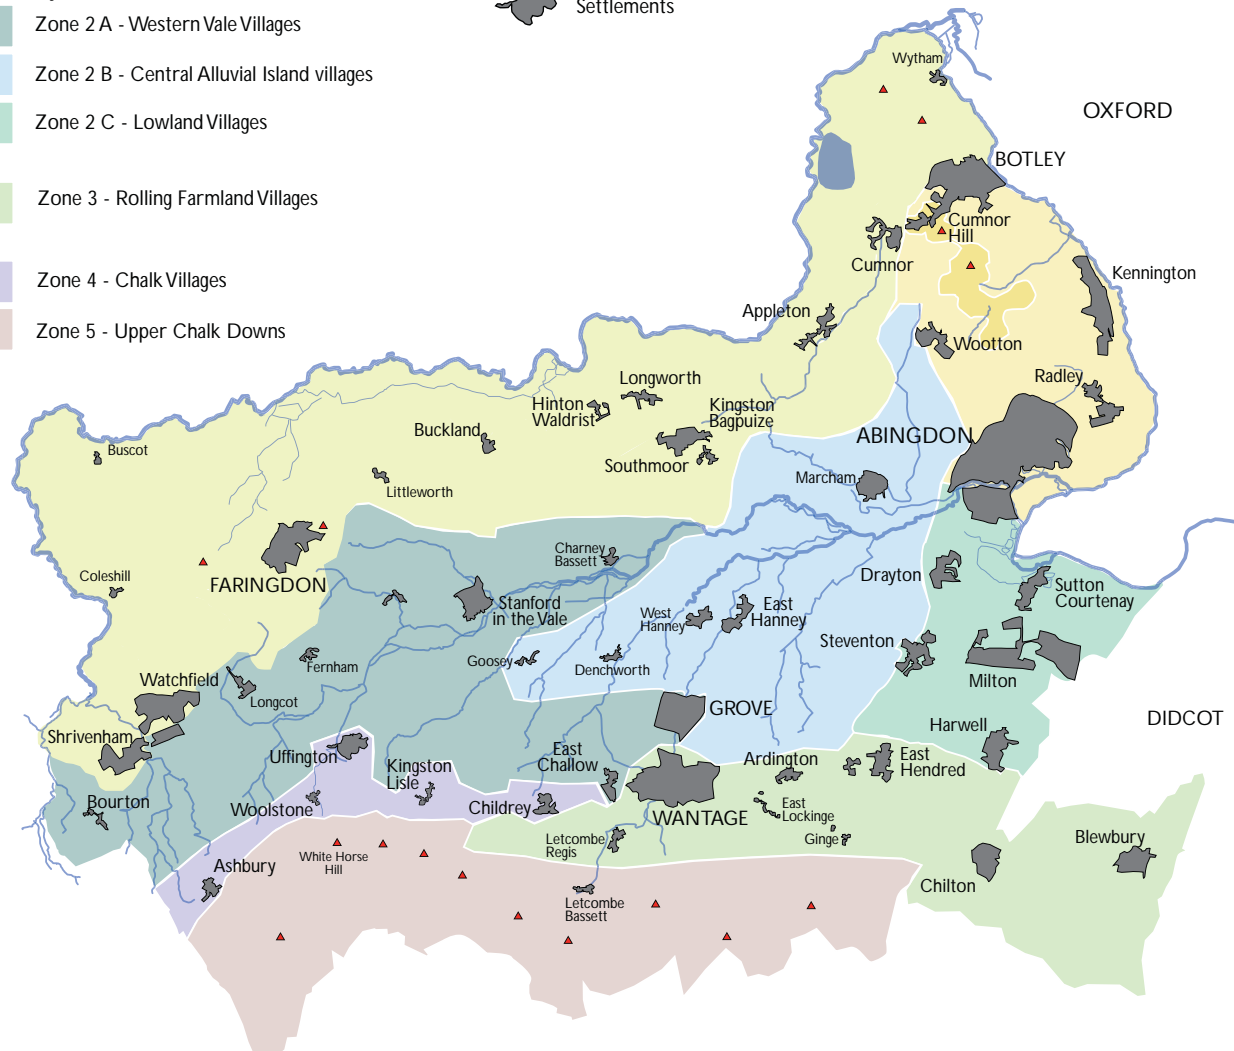 Settlements
Zone 2 A - Western Vale Villages
Zone 2 B - Central Alluvial Island villages
Zone 2 C - Lowland Villages
Zone 3 - Rolling Farmland Villages
Zone 4 - Chalk Villages
Zone 5 - Upper Chalk Downs
Wytham
OXFORD
BOTLEY
Cumnor
Hill
Cumnor
Kennington
Appleton
Wootton
Radley
Longworth
Hinton
Waldrist
Kingston
Bagpuize
Buckland
Southmoor
ABINGDON
Buscot
Littleworth
Marcham
Charney
Bassett
Coleshill
FARINGDON
Drayton
Sutton
Courtenay
Stanford
in the Vale
West
Hanney
East
Hanney
Steventon
Goosey
Denchworth
Fernham
Milton
Watchfield
Longcot
GROVE
DIDCOT
Shrivenham
Harwell
Uffington
East
Challow
Ardington
East
Hendred
Kingston
Lisle
Bourton
Woolstone
Childrey
WANTAGE
East
Lockinge
Ginge
Letcombe
Regis
Blewbury
Ashbury
White Horse
Hill
Chilton
Letcombe
Bassett